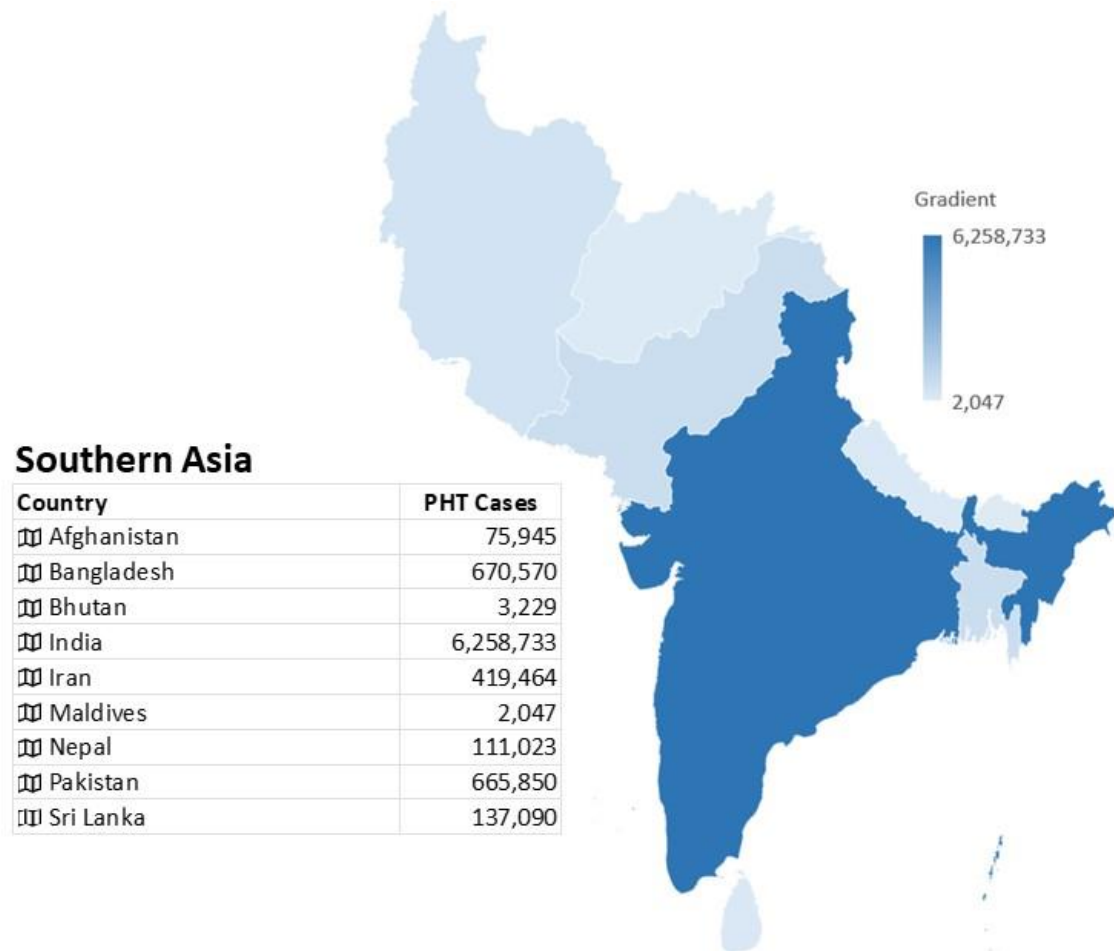 Gradient
6,258,733
2,047
Southern Asia
Country PHT Cases
Afghanistan 75,945
Bangladesh 670,570
Bhutan 3,229
India 6,258,733
Iran 419,464
Maldives 2,047
Nepal 111,023
Pakistan 665,850
Sri Lanka 137,090